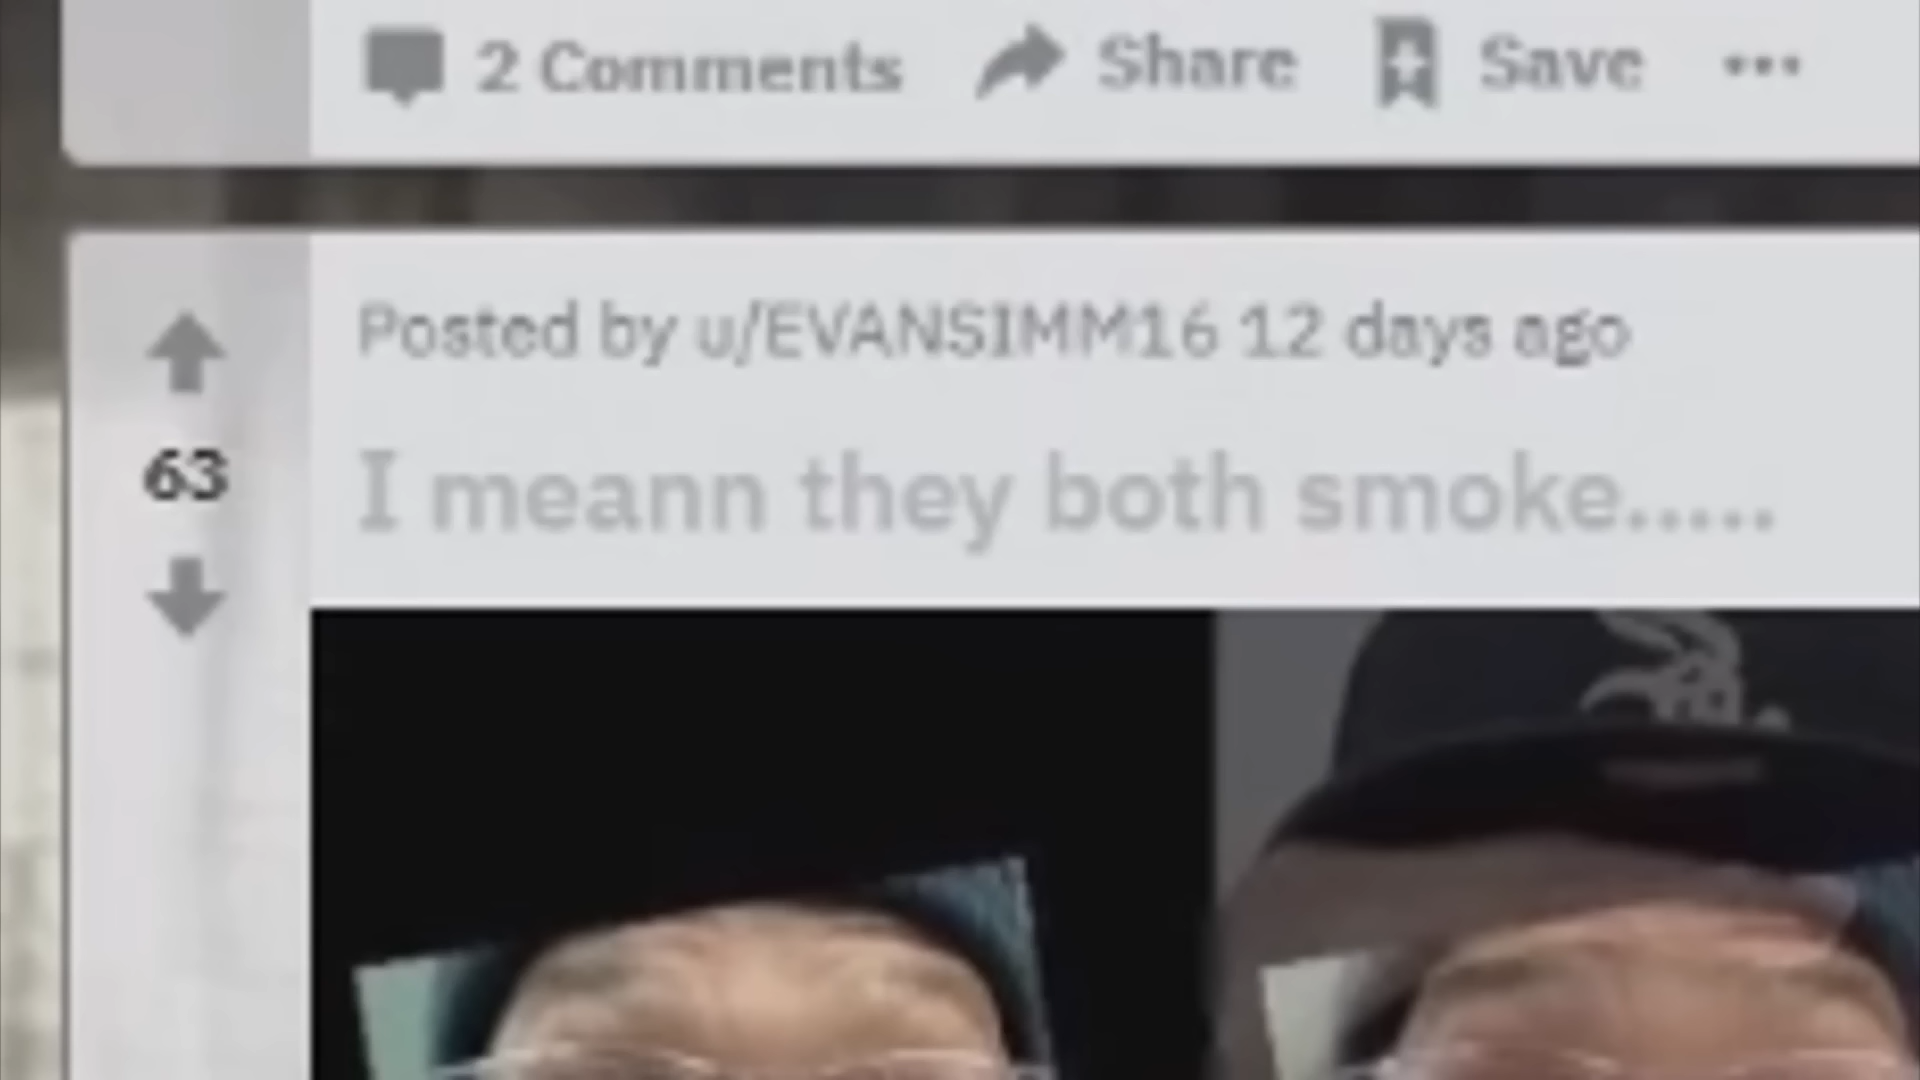 2 Comments Share Save ...
Posted by u/EVANSIMM16 12 days ago
63
I meann they both smoke.....